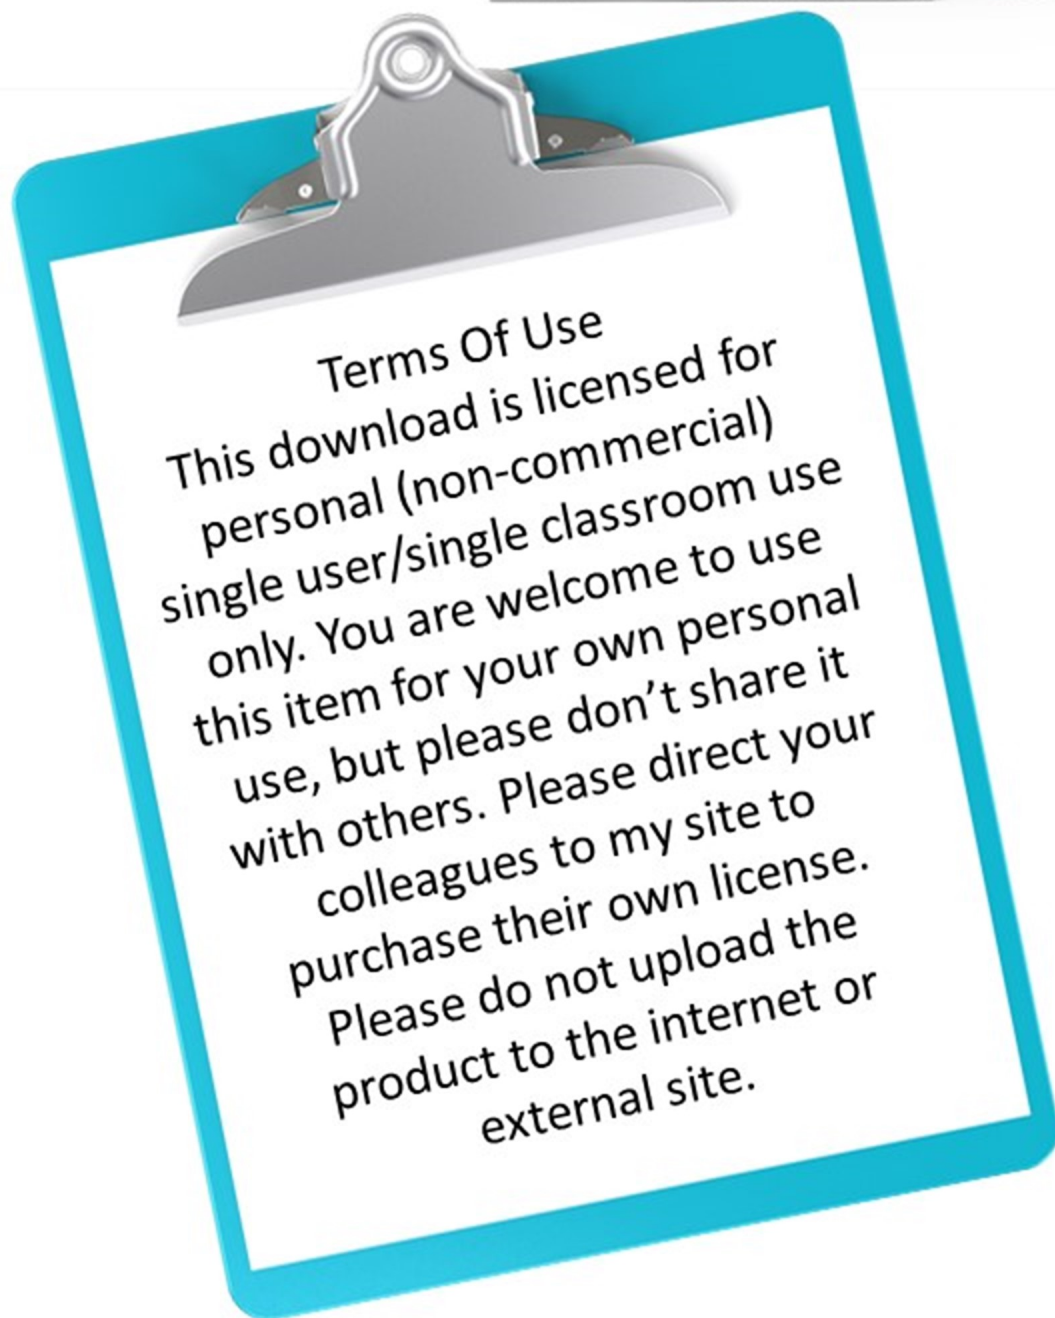 Terms Of Use
This download is licensed for
personal (non-commercial)
single user/single classroom use
only. You are welcome to use
this item for your own personal
use, but please don’t share it
with others. Please direct your
colleagues to my site to
purchase their own license.
Please do not upload the
product to the internet or
external site.